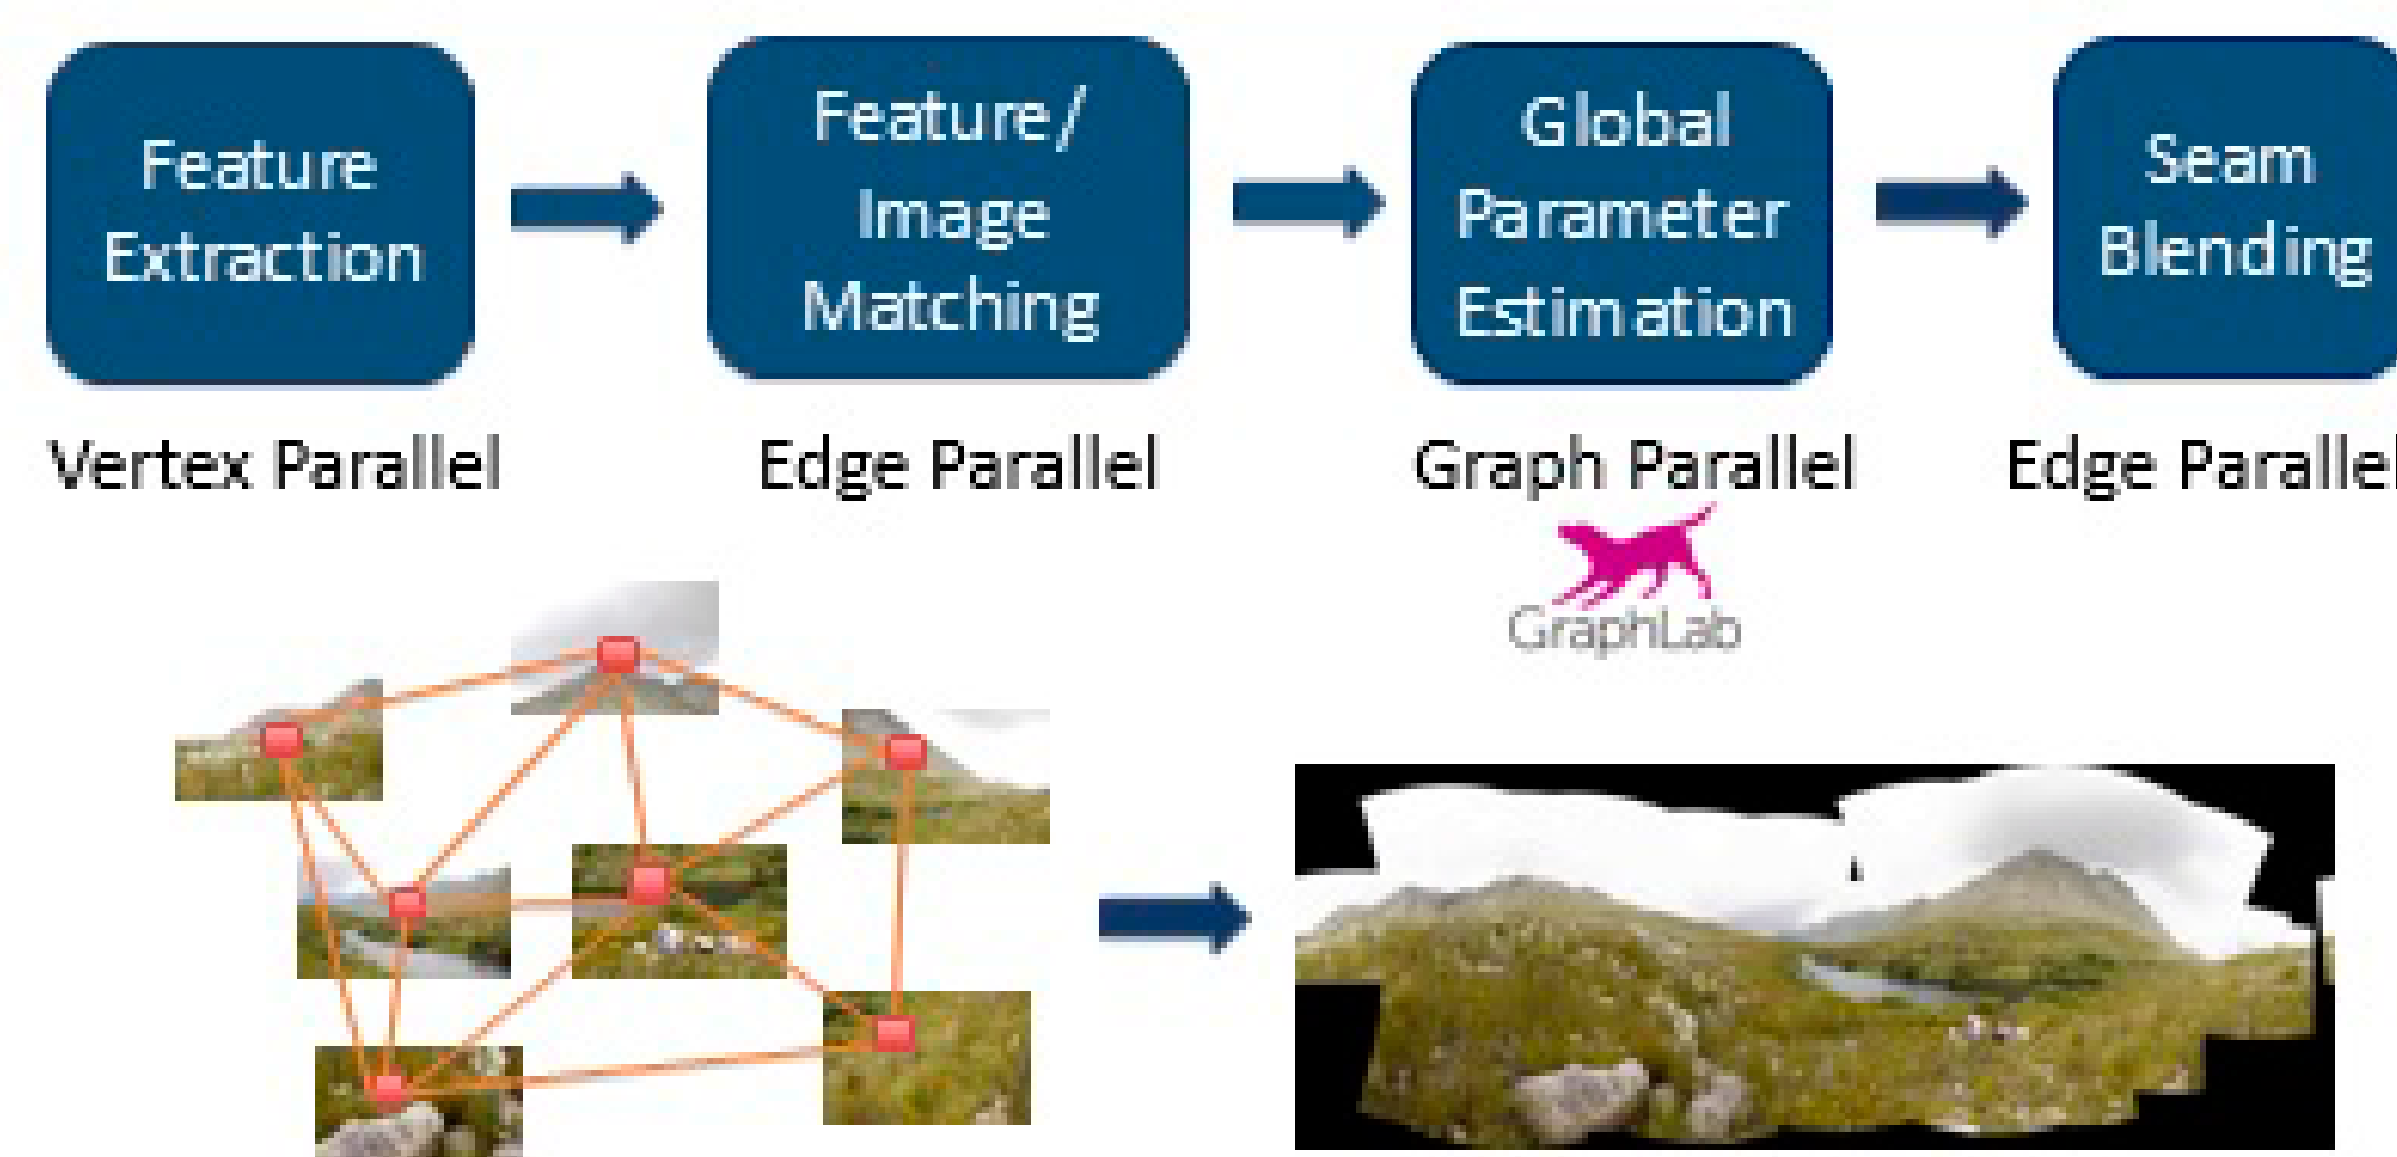 Feature
Extraction
Feature/
Image
Matching
Global
Parameter
Estimation
Seam
Blending
Vertex Parallel
Edge Parallel
Graph Parallel
Edge Parallel
GraphLab